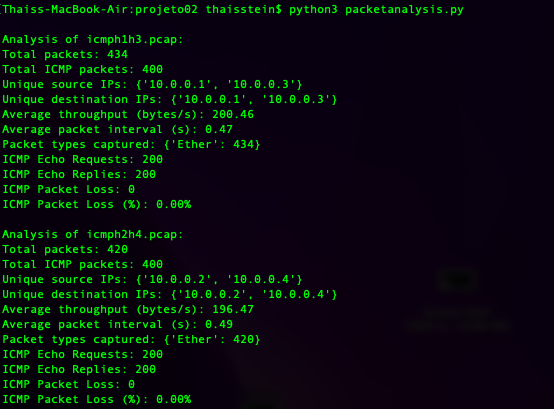 Thaiss-MacBook-Air:projeto02 thaisstein$ python3 packetanalysis.py
Analysis of icmph1h3.pcap:
Total packets: 434
Total ICMP packets: 400
Unique source IPs: {'10.0.0.1', '10.0.0.3'}
Unique destination IPs: {'10.0.0.1', '10.0.0.3'}
Average throughput (bytes/s): 200.46
Average packet interval (s): 0.47
Packet types captured: {'Ether': 434}
ICMP Echo Requests: 200
ICMP Echo Replies: 200
ICMP Packet Loss: 0
ICMP Packet Loss (%): 0.00%
Analysis of icmph2h4.pcap:
Total packets: 420
Total ICMP packets: 400
Unique source IPs: {'10.0.0.2', '10.0.0.4'}
Unique destination IPs: {'10.0.0.2', '10.0.0.4'}
Average throughput (bytes/s): 196.47
Average packet interval (s): 0.49
Packet types captured: {'Ether': 420}
ICMP Echo Requests: 200
ICMP Echo Replies: 200
ICMP Packet Loss: 0
ICMP Packet Loss (%): 0.00%